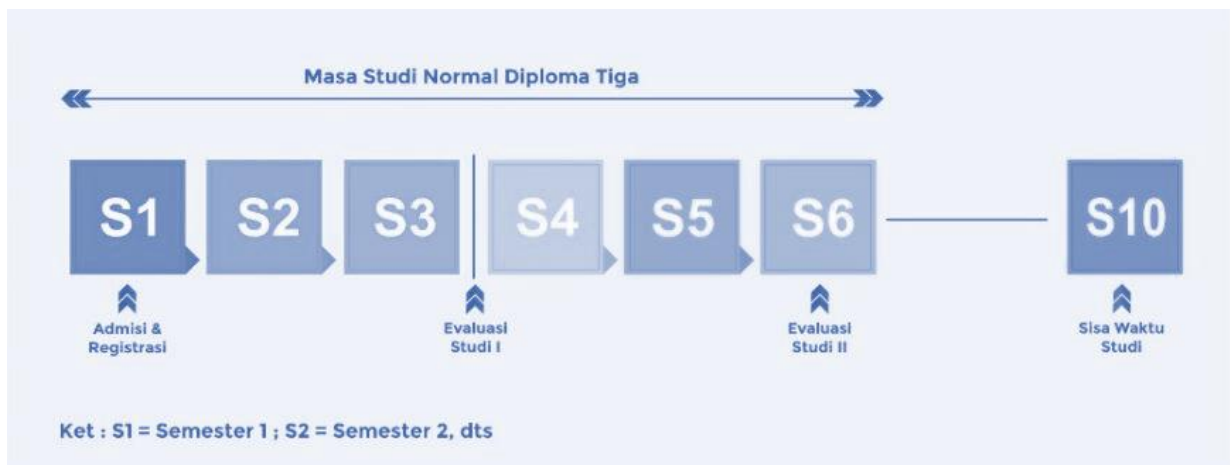 Masa Studi Normal Diploma Tiga
S1 S2 S3 S4 S5 S6 S10
Admisi &
Registrasi
Evaluasi
Studi I
Evaluasi
Studi II
Sisa Waktu
Studi
Ket : S1 = Semester 1 ; S2 = Semester 2, dts